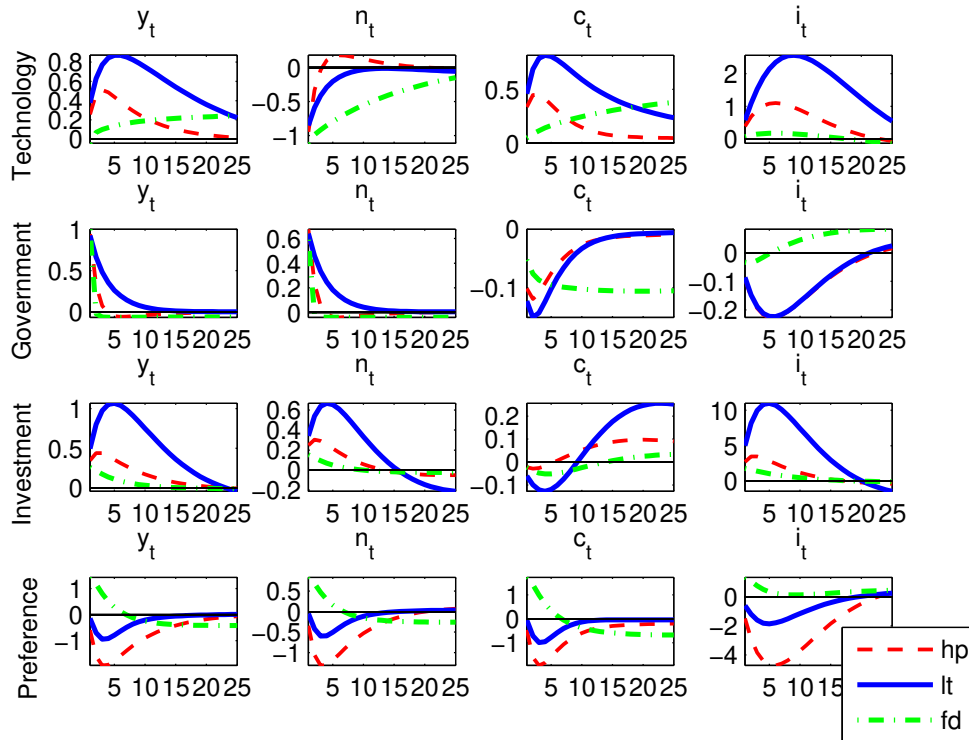 y_t n_t c_t i_t
Technology
0.8 0.6 0.4 0.2 0
0 −0.5 −1
0.5 0
2 1 0
5 10 15 20 25 5 10 15 20 25 5 10 15 20 25 5 10 15 20 25
y_t n_t c_t i_t
Government
1 0.5 0
0.6 0.4 0.2 0
0 −0.1
0 −0.1 −0.2
5 10 15 20 25 5 10 15 20 25 5 10 15 20 25 5 10 15 20 25
y_t n_t c_t i_t
Investment
1 0.5 0
0.6 0.4 0.2 0 −0.2
0.2 0.1 0 −0.1
10 5 0
5 10 15 20 25 5 10 15 20 25 5 10 15 20 25 5 10 15 20 25
y_t n_t c_t i_t
Preference
1 0 −1
0.5 0 −0.5 −1
1 0 −1
0 −2 −4
5 10 15 20 25 5 10 15 20 25 5 10 15 20 25 5 10 15 20 25
hp
lt
fd